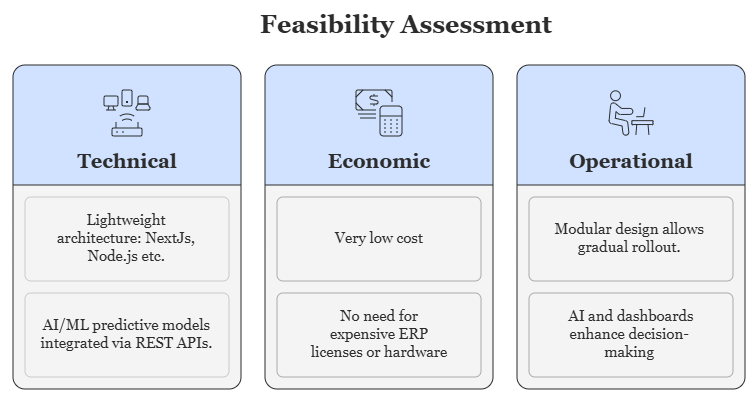 Feasibility Assessment
Technical
Lightweight
architecture: NextJs,
Node.js etc.
AI/ML predictive models
integrated via REST APIs.
$
Economic
Very low cost
No need for
expensive ERP
licenses or hardware
Operational
Modular design allows
gradual rollout.
AI and dashboards
enhance decision-
making